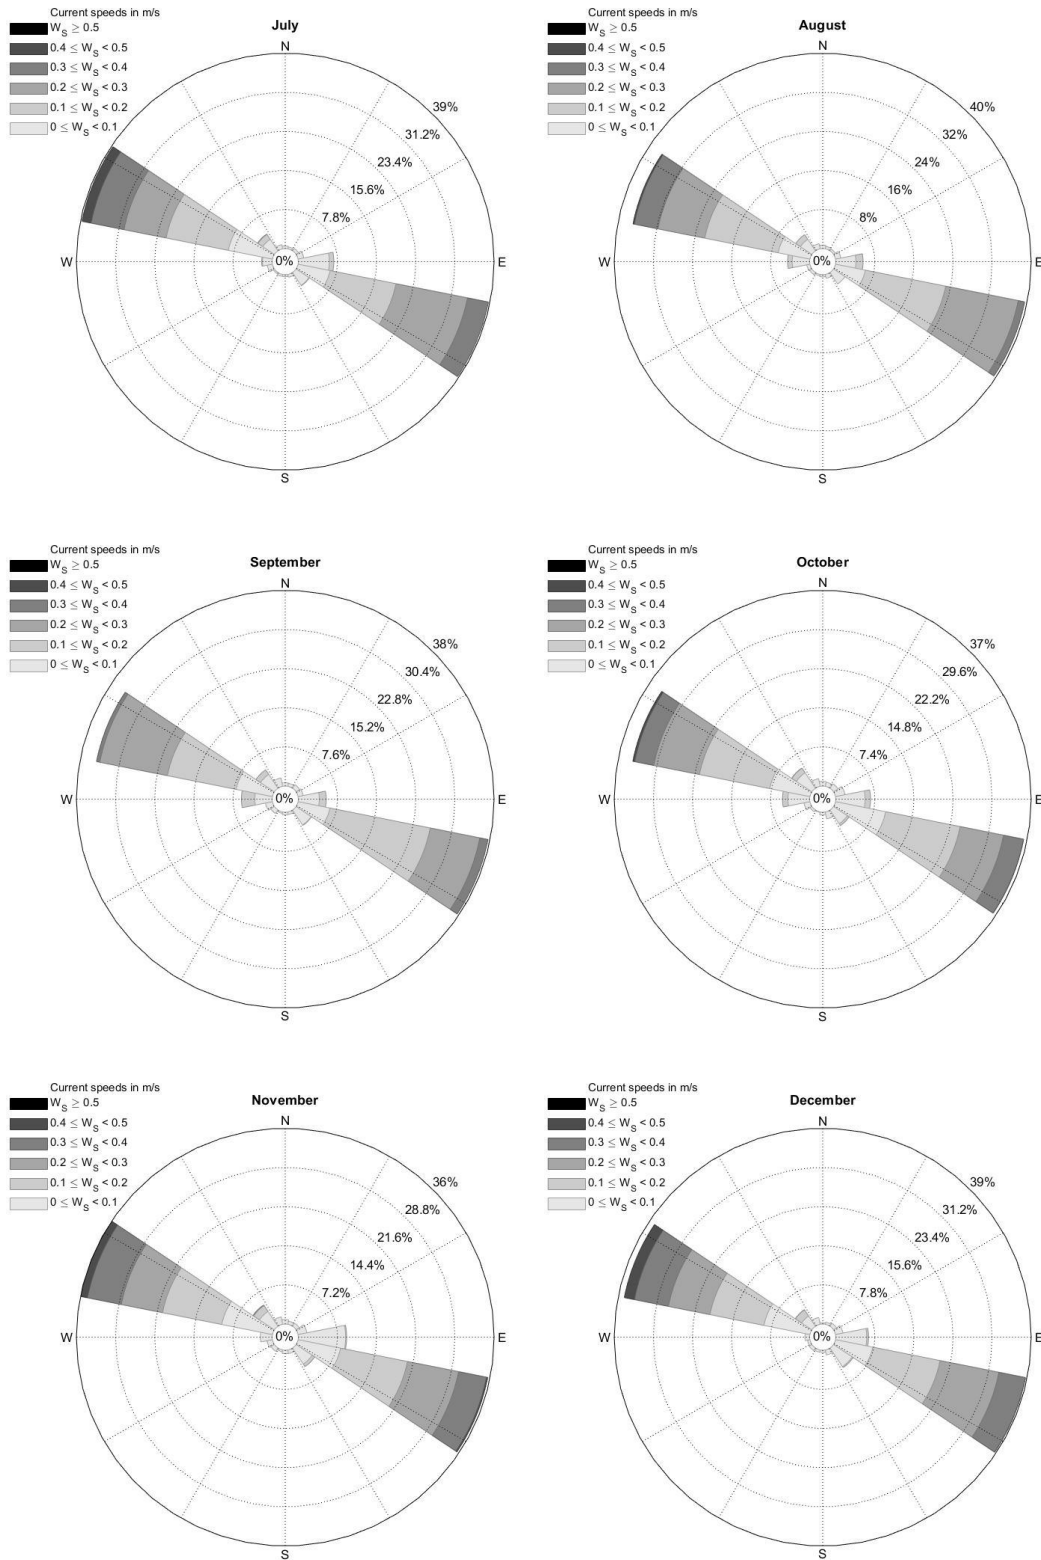 Current speeds in m/s
W_S ≥ 0.5
0.4 ≤ W_S < 0.5
0.3 ≤ W_S < 0.4
0.2 ≤ W_S < 0.3
0.1 ≤ W_S < 0.2
0 ≤ W_S < 0.1
July
N
39%
31.2%
23.4%
15.6%
7.8%
W
0%
E
S
Current speeds in m/s
W_S ≥ 0.5
0.4 ≤ W_S < 0.5
0.3 ≤ W_S < 0.4
0.2 ≤ W_S < 0.3
0.1 ≤ W_S < 0.2
0 ≤ W_S < 0.1
August
N
40%
32%
24%
16%
8%
W
0%
E
S
Current speeds in m/s
W_S ≥ 0.5
0.4 ≤ W_S < 0.5
0.3 ≤ W_S < 0.4
0.2 ≤ W_S < 0.3
0.1 ≤ W_S < 0.2
0 ≤ W_S < 0.1
September
N
38%
30.4%
22.8%
15.2%
7.6%
W
0%
E
S
Current speeds in m/s
W_S ≥ 0.5
0.4 ≤ W_S < 0.5
0.3 ≤ W_S < 0.4
0.2 ≤ W_S < 0.3
0.1 ≤ W_S < 0.2
0 ≤ W_S < 0.1
October
N
37%
29.6%
22.2%
14.8%
7.4%
W
0%
E
S
Current speeds in m/s
W_S ≥ 0.5
0.4 ≤ W_S < 0.5
0.3 ≤ W_S < 0.4
0.2 ≤ W_S < 0.3
0.1 ≤ W_S < 0.2
0 ≤ W_S < 0.1
November
N
36%
28.8%
21.6%
14.4%
7.2%
W
0%
E
S
Current speeds in m/s
W_S ≥ 0.5
0.4 ≤ W_S < 0.5
0.3 ≤ W_S < 0.4
0.2 ≤ W_S < 0.3
0.1 ≤ W_S < 0.2
0 ≤ W_S < 0.1
December
N
39%
31.2%
23.4%
15.6%
7.8%
W
0%
E
S